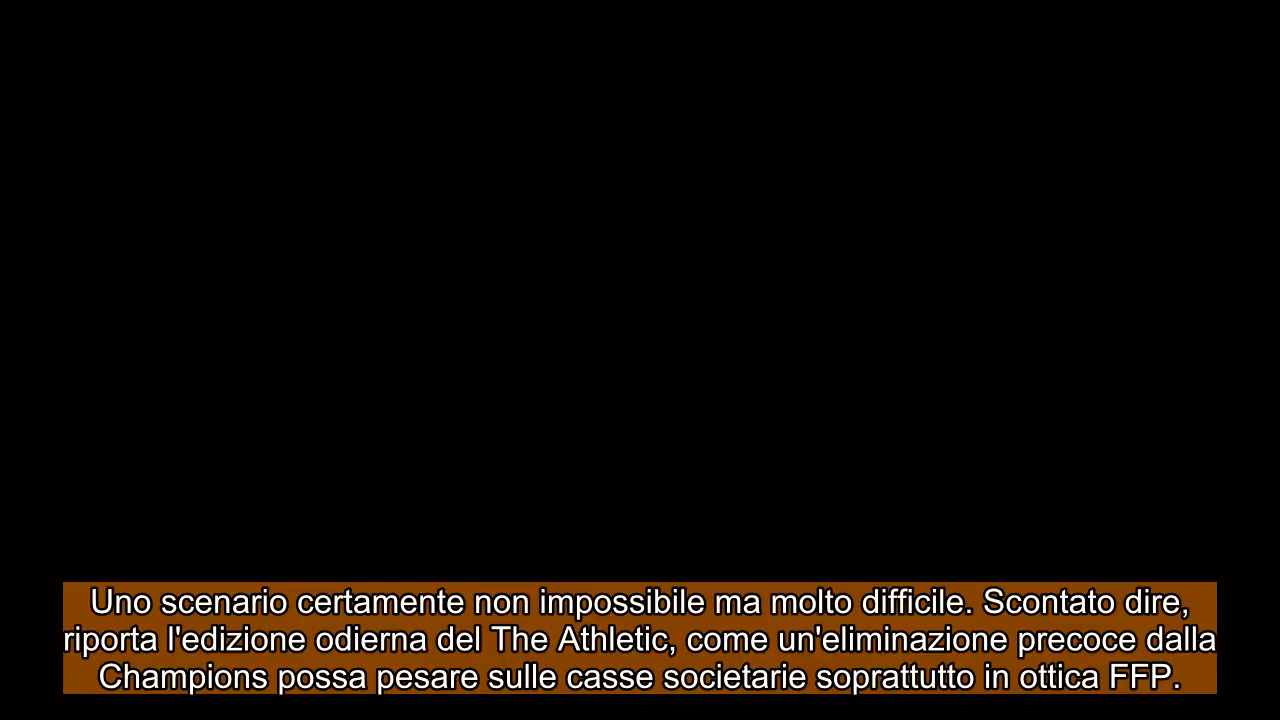 Uno scenario certamente non impossibile ma molto difficile. Scontato dire,
riporta l'edizione odierna del The Athletic, come un'eliminazione precoce dalla
Champions possa pesare sulle casse societarie soprattutto in ottica FFP.